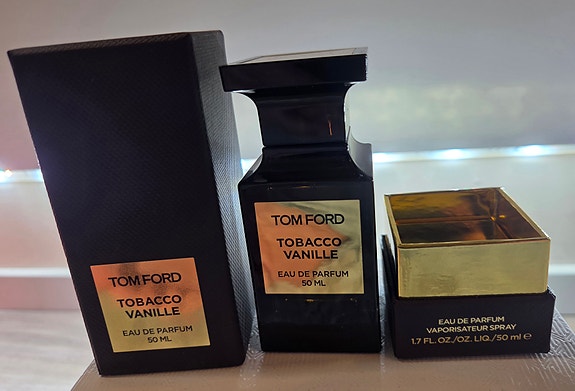 TOM FORD
TOBACCO
VANILLE
EAU DE PARFUM
50 ML
TOM FORD
TOBACCO
VANILLE
EAU DE PARFUM
50 ML
EAU DE PARFUM
VAPORISATEUR SPRAY
1.7 FL. OZ./OZ. LIQ./50 ml ℮